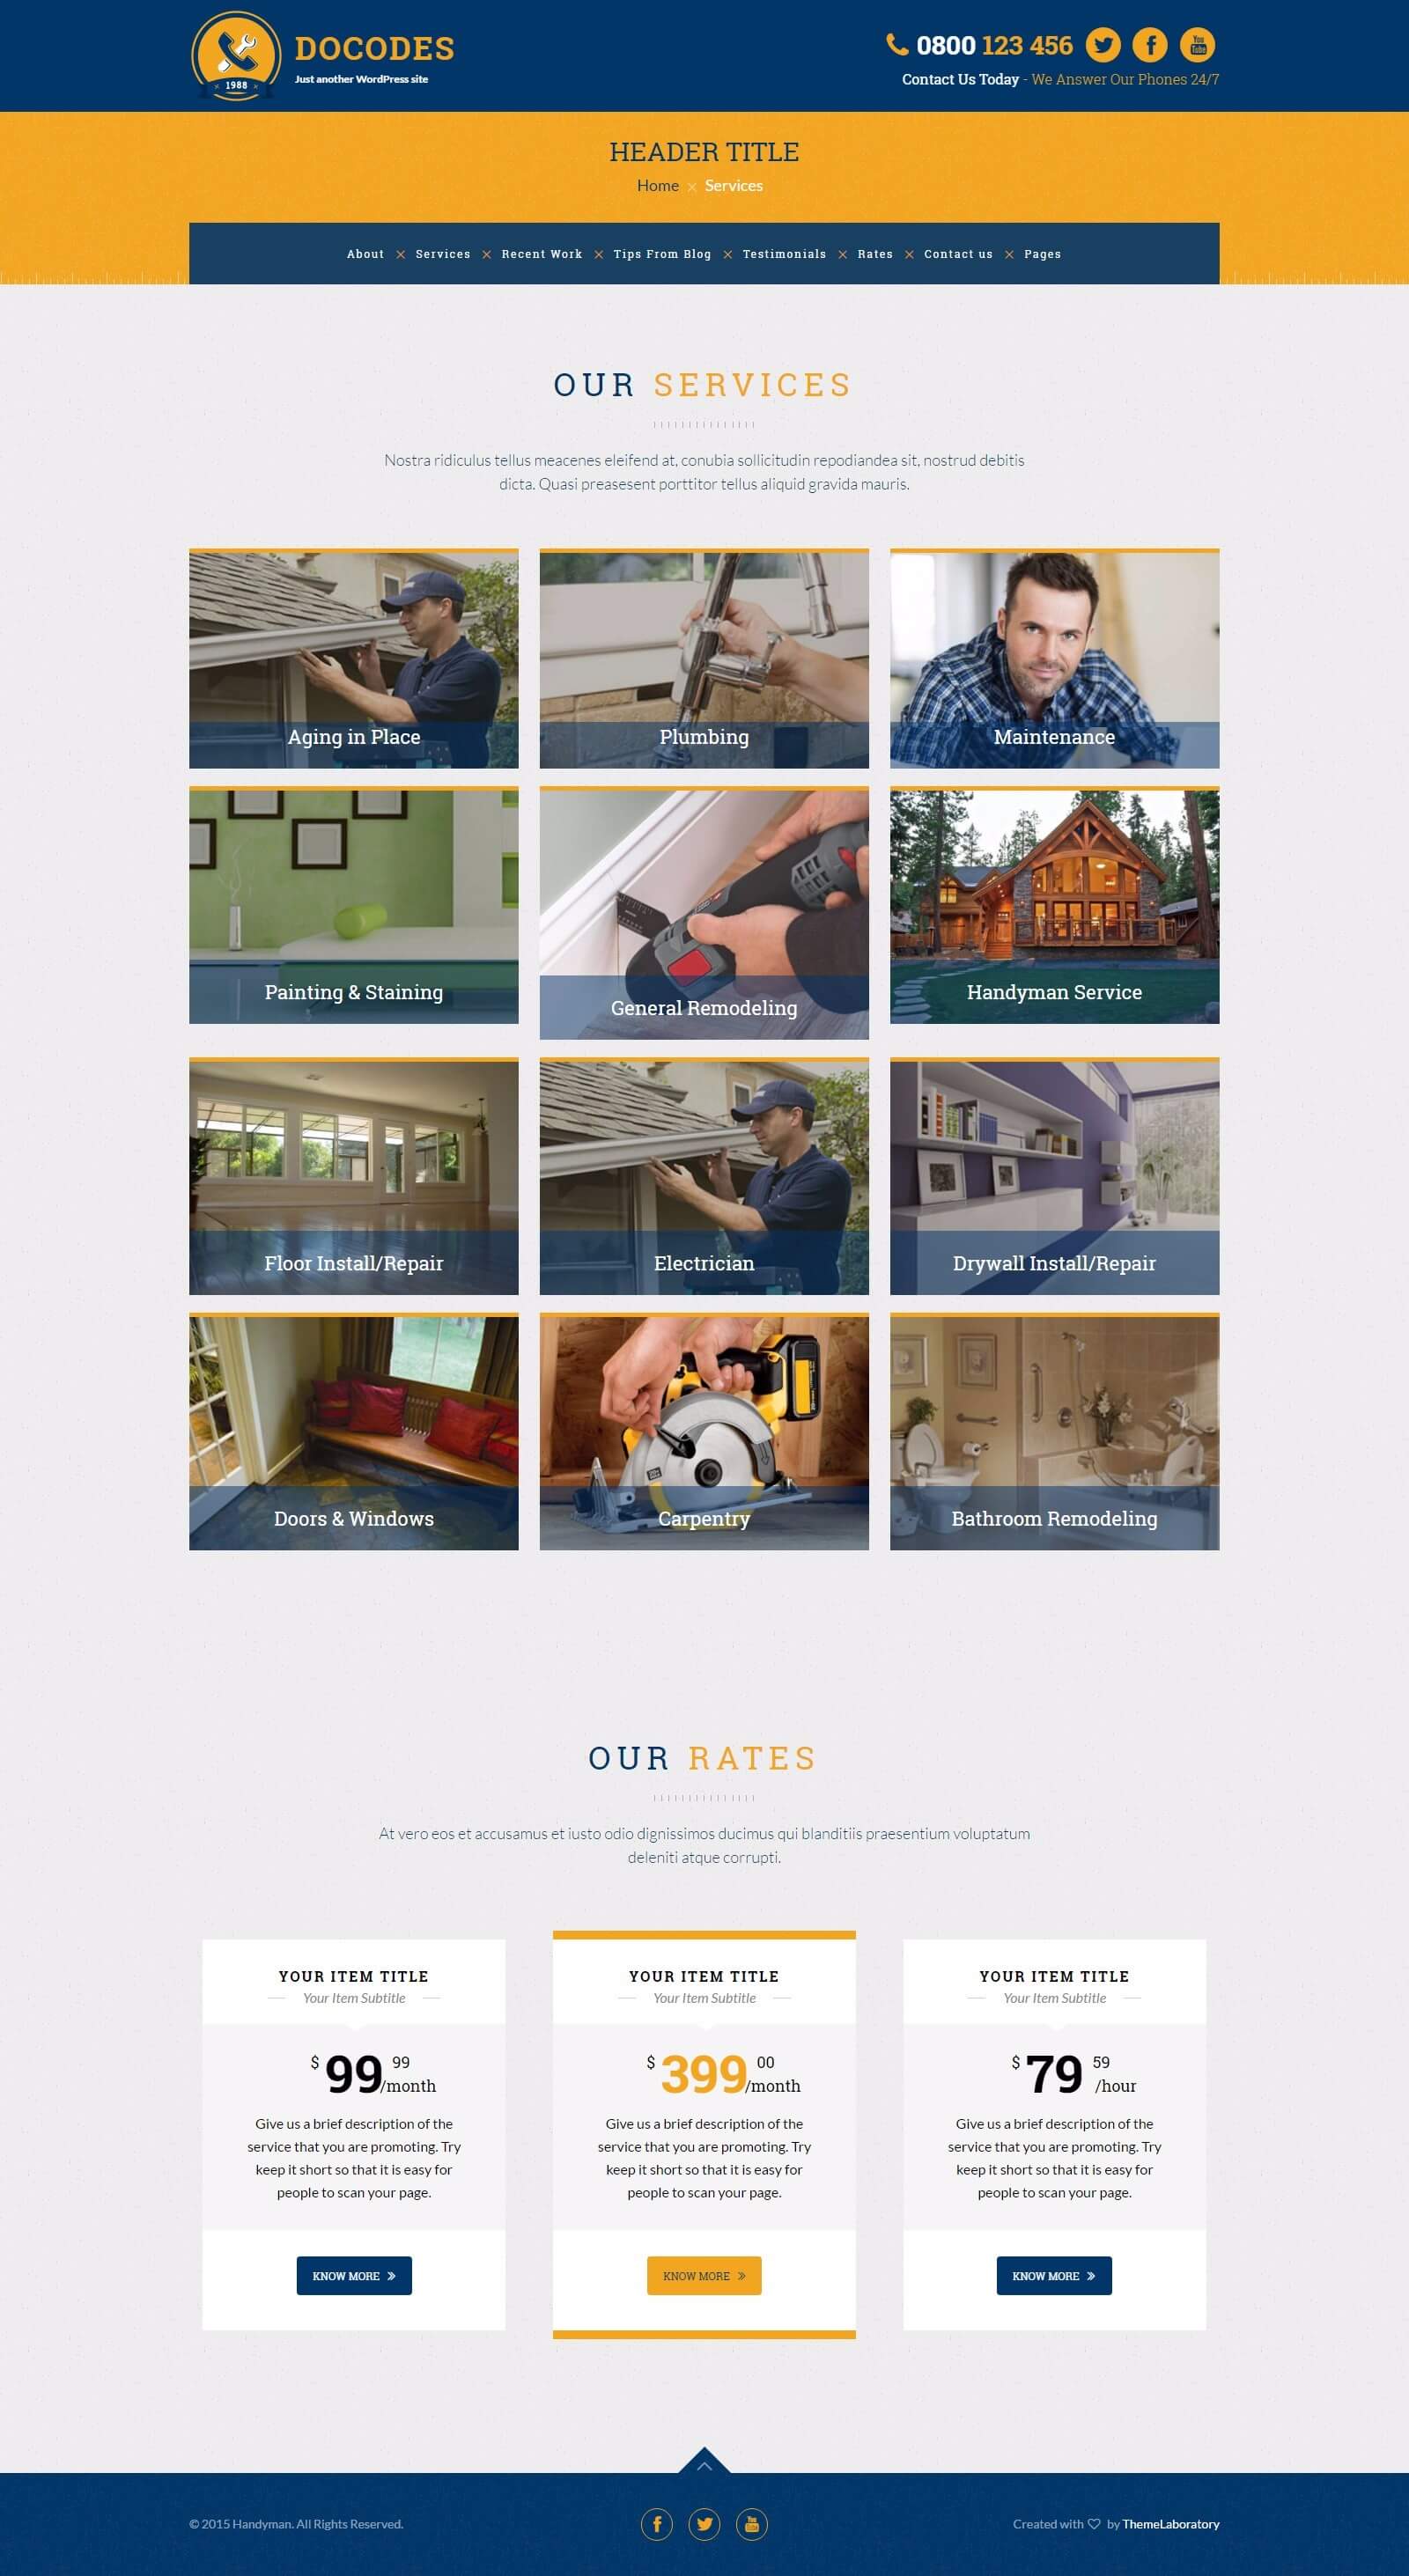 DOCODES
Just another WordPress site
1988
0800 123 456
Contact Us Today - We Answer Our Phones 24/7
HEADER TITLE
Home × Services
About × Services × Recent Work × Tips From Blog × Testimonials × Rates × Contact us × Pages
OUR SERVICES
Nostra ridiculus tellus meacenes eleifend at, conubia sollicitudin repodiandea sit, nostrud debitis
dicta. Quasi preasesent porttitor tellus aliquid gravida mauris.
Aging in Place
Plumbing
Maintenance
Painting & Staining
General Remodeling
Handyman Service
Floor Install/Repair
Electrician
Drywall Install/Repair
Doors & Windows
Carpentry
Bathroom Remodeling
OUR RATES
At vero eos et accusamus et iusto odio dignissimos ducimus qui blanditiis praesentium voluptatum
deleniti atque corrupti.
YOUR ITEM TITLE
Your Item Subtitle
$ 99 99
/month
Give us a brief description of the
service that you are promoting. Try
keep it short so that it is easy for
people to scan your page.
KNOW MORE »
YOUR ITEM TITLE
Your Item Subtitle
$ 399 00
/month
Give us a brief description of the
service that you are promoting. Try
keep it short so that it is easy for
people to scan your page.
KNOW MORE »
YOUR ITEM TITLE
Your Item Subtitle
$ 79 59
/hour
Give us a brief description of the
service that you are promoting. Try
keep it short so that it is easy for
people to scan your page.
KNOW MORE »
© 2015 Handyman. All Rights Reserved.
Created with ♡ by ThemeLaboratory